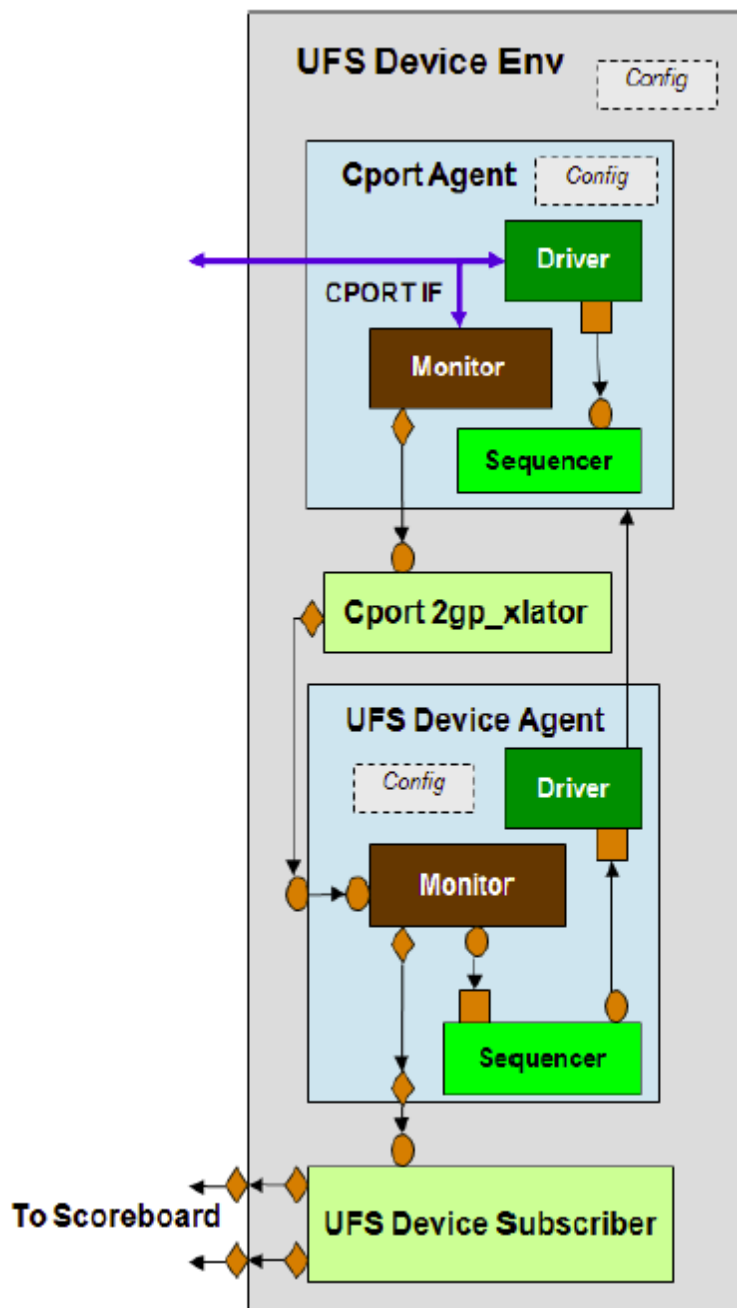 UFS Device Env
Config
Cport Agent
Config
Driver
CPORT IF
Monitor
Sequencer
Cport 2gp_xlator
UFS Device Agent
Config
Driver
Monitor
Sequencer
To Scoreboard
UFS Device Subscriber